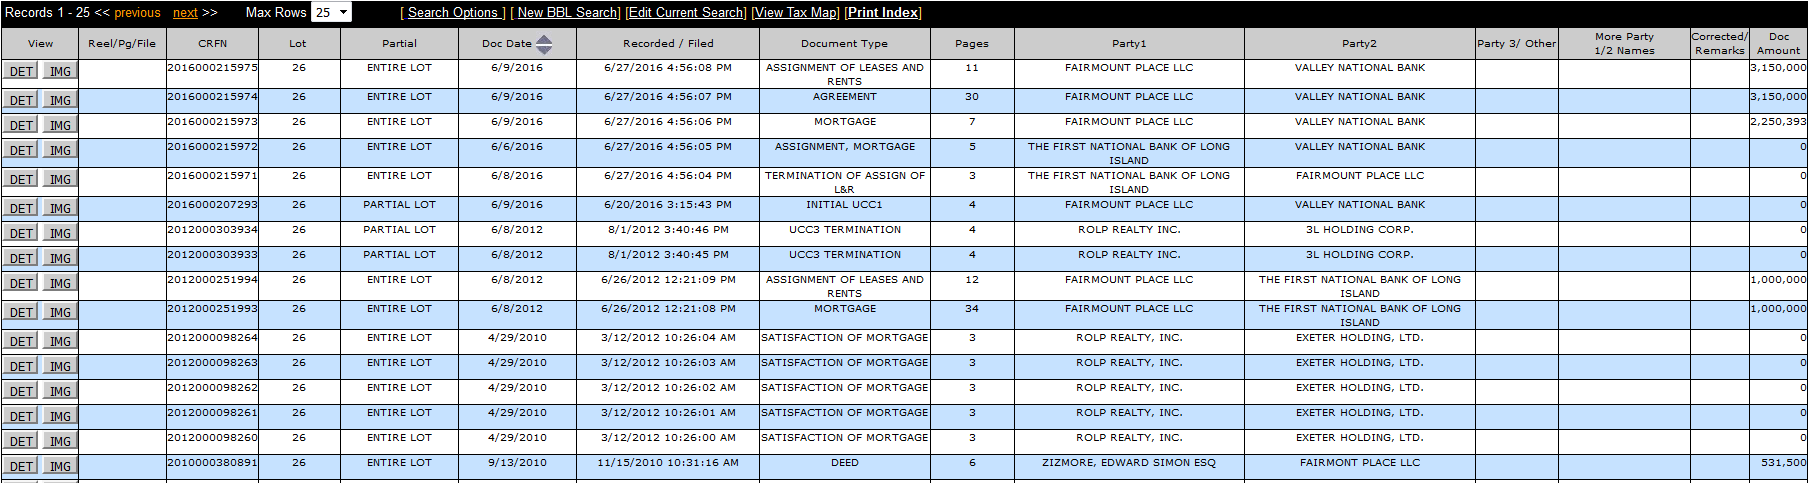 Records 1 - 25 << previous next >> Max Rows 25 [ Search Options ] [ New BBL Search] [Edit Current Search] [View Tax Map] [Print Index]
View Reel/Pg/File CRFN Lot Partial Doc Date Recorded / Filed Document Type Pages Party1 Party2 Party 3/ Other More Party 1/2 Names Corrected/ Remarks Doc Amount
DET IMG 2016000215975 26 ENTIRE LOT 6/9/2016 6/27/2016 4:56:08 PM ASSIGNMENT OF LEASES AND RENTS 11 FAIRMOUNT PLACE LLC VALLEY NATIONAL BANK 3,150,000
DET IMG 2016000215974 26 ENTIRE LOT 6/9/2016 6/27/2016 4:56:07 PM AGREEMENT 30 FAIRMOUNT PLACE LLC VALLEY NATIONAL BANK 3,150,000
DET IMG 2016000215973 26 ENTIRE LOT 6/9/2016 6/27/2016 4:56:06 PM MORTGAGE 7 FAIRMOUNT PLACE LLC VALLEY NATIONAL BANK 2,250,393
DET IMG 2016000215972 26 ENTIRE LOT 6/6/2016 6/27/2016 4:56:05 PM ASSIGNMENT, MORTGAGE 5 THE FIRST NATIONAL BANK OF LONG ISLAND VALLEY NATIONAL BANK 0
DET IMG 2016000215971 26 ENTIRE LOT 6/8/2016 6/27/2016 4:56:04 PM TERMINATION OF ASSIGN OF L&R 3 THE FIRST NATIONAL BANK OF LONG ISLAND FAIRMOUNT PLACE LLC 0
DET IMG 2016000207293 26 PARTIAL LOT 6/9/2016 6/20/2016 3:15:43 PM INITIAL UCC1 4 FAIRMOUNT PLACE LLC VALLEY NATIONAL BANK 0
DET IMG 2012000303934 26 PARTIAL LOT 6/8/2012 8/1/2012 3:40:46 PM UCC3 TERMINATION 4 ROLP REALTY INC. 3L HOLDING CORP. 0
DET IMG 2012000303933 26 PARTIAL LOT 6/8/2012 8/1/2012 3:40:45 PM UCC3 TERMINATION 4 ROLP REALTY INC. 3L HOLDING CORP. 0
DET IMG 2012000251994 26 ENTIRE LOT 6/8/2012 6/26/2012 12:21:09 PM ASSIGNMENT OF LEASES AND RENTS 12 FAIRMOUNT PLACE LLC THE FIRST NATIONAL BANK OF LONG ISLAND 1,000,000
DET IMG 2012000251993 26 ENTIRE LOT 6/8/2012 6/26/2012 12:21:08 PM MORTGAGE 34 FAIRMOUNT PLACE LLC THE FIRST NATIONAL BANK OF LONG ISLAND 1,000,000
DET IMG 2012000098264 26 ENTIRE LOT 4/29/2010 3/12/2012 10:26:04 AM SATISFACTION OF MORTGAGE 3 ROLP REALTY, INC. EXETER HOLDING, LTD. 0
DET IMG 2012000098263 26 ENTIRE LOT 4/29/2010 3/12/2012 10:26:03 AM SATISFACTION OF MORTGAGE 3 ROLP REALTY, INC. EXETER HOLDING, LTD. 0
DET IMG 2012000098262 26 ENTIRE LOT 4/29/2010 3/12/2012 10:26:02 AM SATISFACTION OF MORTGAGE 3 ROLP REALTY, INC. EXETER HOLDING, LTD. 0
DET IMG 2012000098261 26 ENTIRE LOT 4/29/2010 3/12/2012 10:26:01 AM SATISFACTION OF MORTGAGE 3 ROLP REALTY, INC. EXETER HOLDING, LTD. 0
DET IMG 2012000098260 26 ENTIRE LOT 4/29/2010 3/12/2012 10:26:00 AM SATISFACTION OF MORTGAGE 3 ROLP REALTY, INC. EXETER HOLDING, LTD. 0
DET IMG 2010000380891 26 ENTIRE LOT 9/13/2010 11/15/2010 10:31:16 AM DEED 6 ZIZMORE, EDWARD SIMON ESQ FAIRMONT PLACE LLC 531,500